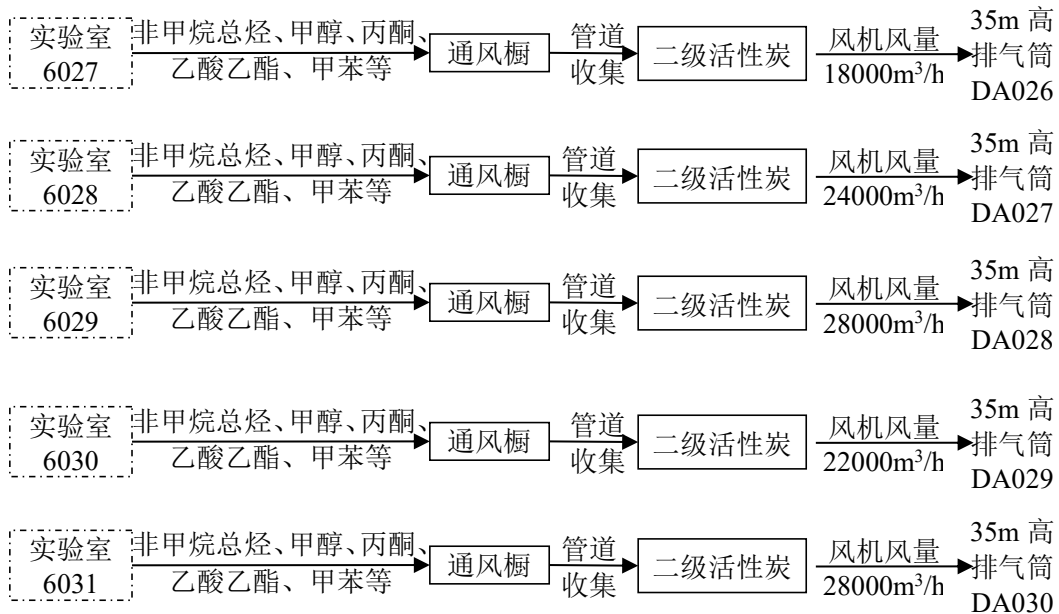 实验室
6027
非甲烷总烃、甲醇、丙酮、
乙酸乙酯、甲苯等
通风橱
管道
收集
二级活性炭
风机风量
18000m³/h
35m 高
排气筒
DA026
实验室
6028
非甲烷总烃、甲醇、丙酮、
乙酸乙酯、甲苯等
通风橱
管道
收集
二级活性炭
风机风量
24000m³/h
35m 高
排气筒
DA027
实验室
6029
非甲烷总烃、甲醇、丙酮、
乙酸乙酯、甲苯等
通风橱
管道
收集
二级活性炭
风机风量
28000m³/h
35m 高
排气筒
DA028
实验室
6030
非甲烷总烃、甲醇、丙酮、
乙酸乙酯、甲苯等
通风橱
管道
收集
二级活性炭
风机风量
22000m³/h
35m 高
排气筒
DA029
实验室
6031
非甲烷总烃、甲醇、丙酮、
乙酸乙酯、甲苯等
通风橱
管道
收集
二级活性炭
风机风量
28000m³/h
35m 高
排气筒
DA030